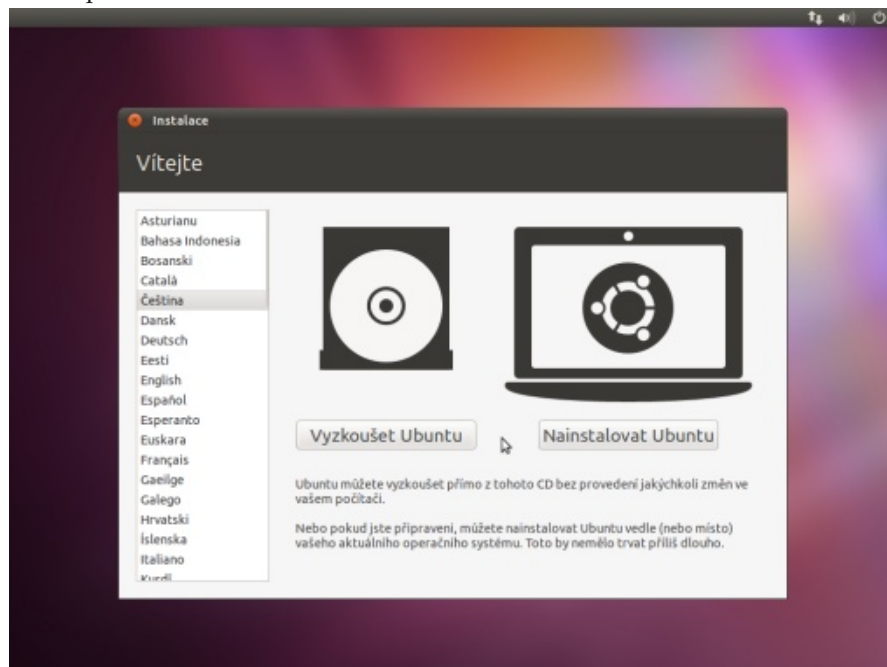 Instalace
Vítejte
Asturianu
Bahasa Indonesia
Bosanski
Català
Čeština
Dansk
Deutsch
Eesti
English
Español
Esperanto
Euskara
Français
Gaeilge
Galego
Hrvatski
Íslenska
Italiano
Kurdî
Vyzkoušet Ubuntu
Nainstalovat Ubuntu
Ubuntu můžete vyzkoušet přímo z tohoto CD bez provedení jakýchkoli změn ve
vašem počítači.
Nebo pokud jste připraveni, můžete nainstalovat Ubuntu vedle (nebo místo)
vašeho aktuálního operačního systému. Toto by nemělo trvat příliš dlouho.